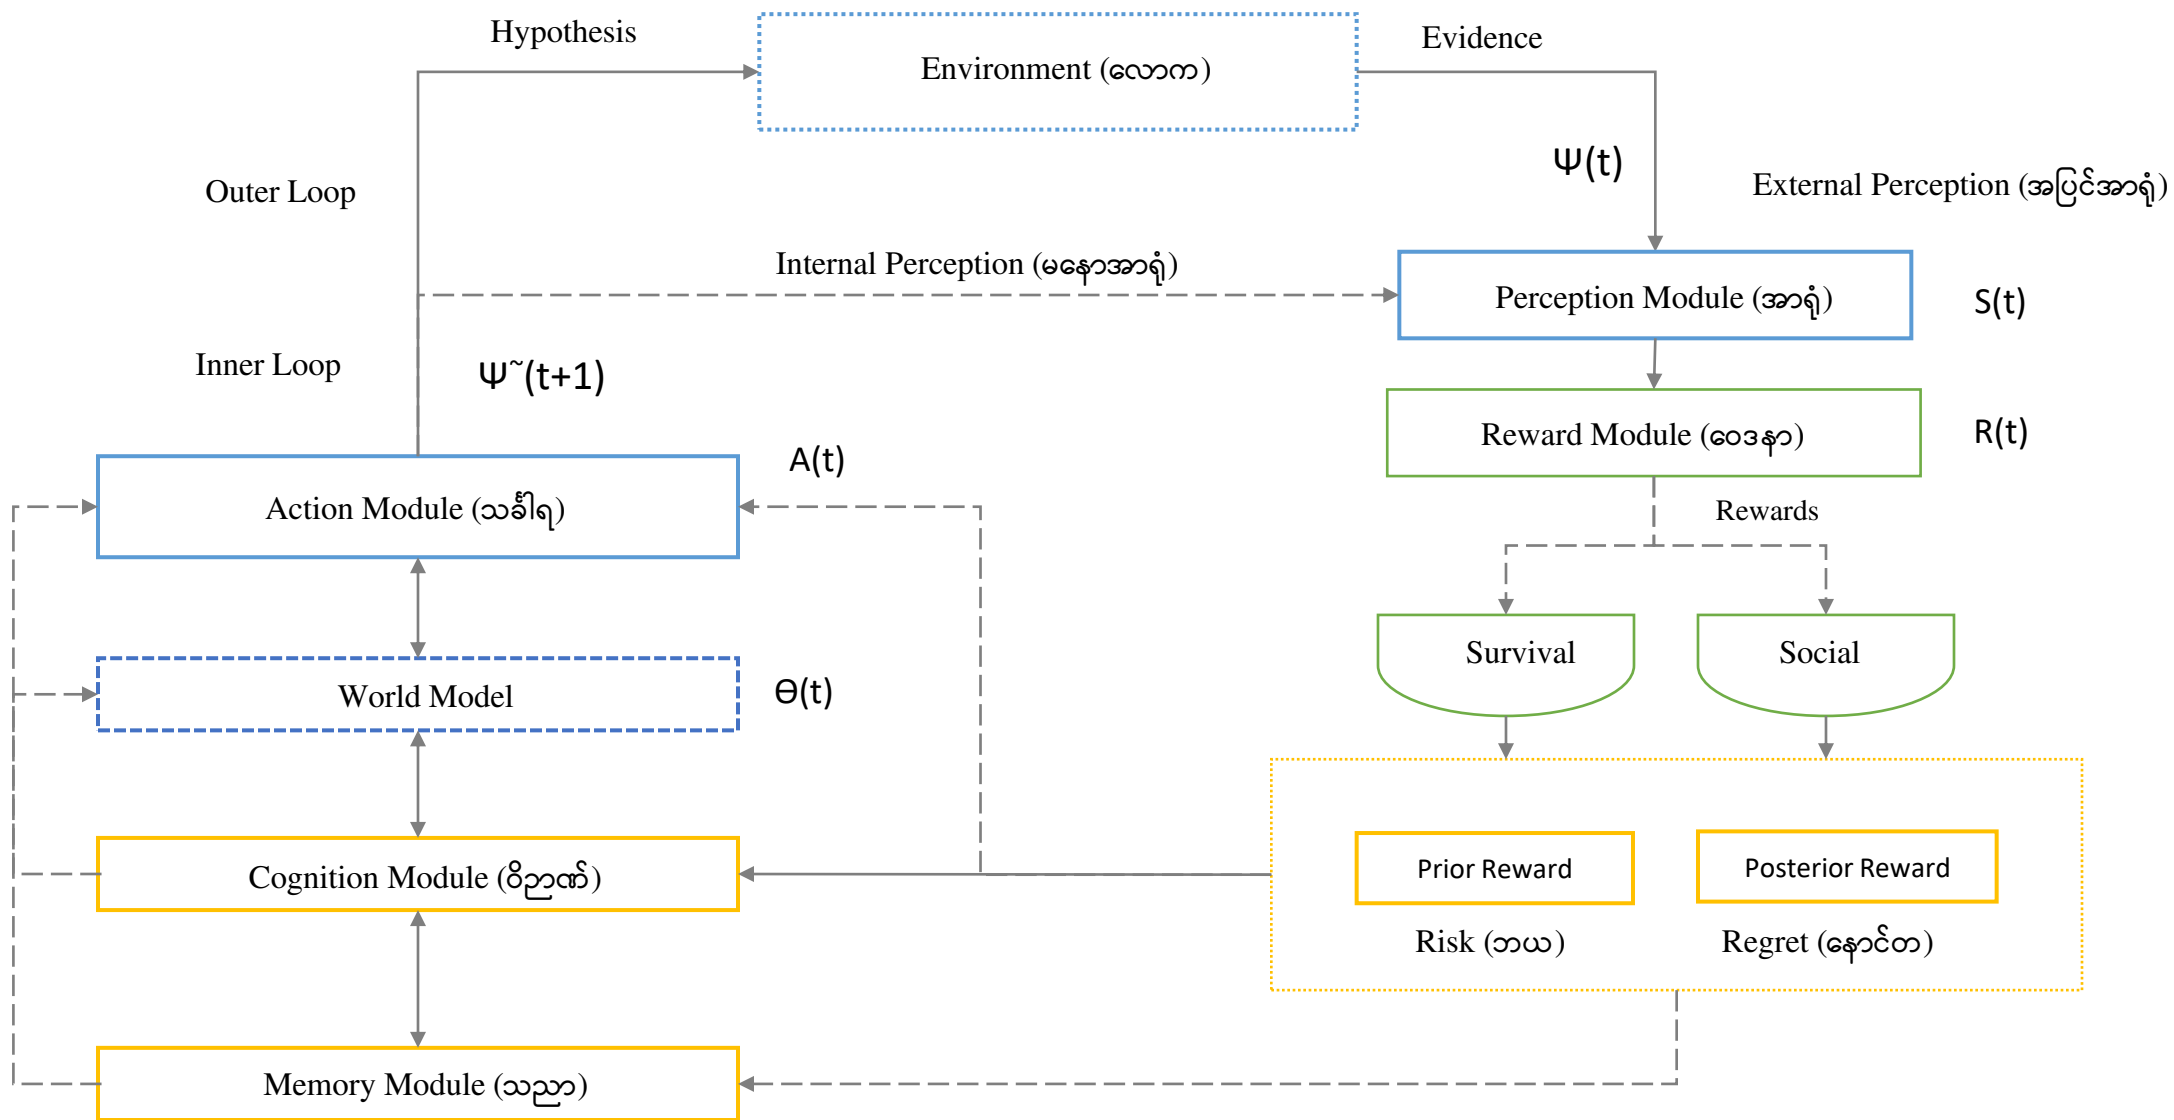 Hypothesis
Environment (လောက)
Evidence
Ψ(t)
Outer Loop
External Perception (အပြင်အာရုံ)
Internal Perception (မနောအာရုံ)
Perception Module (အာရုံ)
S(t)
Inner Loop
Ψ˜(t+1)
Reward Module (ဝေဒနာ)
R(t)
A(t)
Action Module (သင်္ခါရ)
Rewards
Survival
Social
World Model
Ө(t)
Cognition Module (ဝိညာဏ်)
Prior Reward
Posterior Reward
Risk (ဘယ)
Regret (နောင်တ)
Memory Module (သညာ)